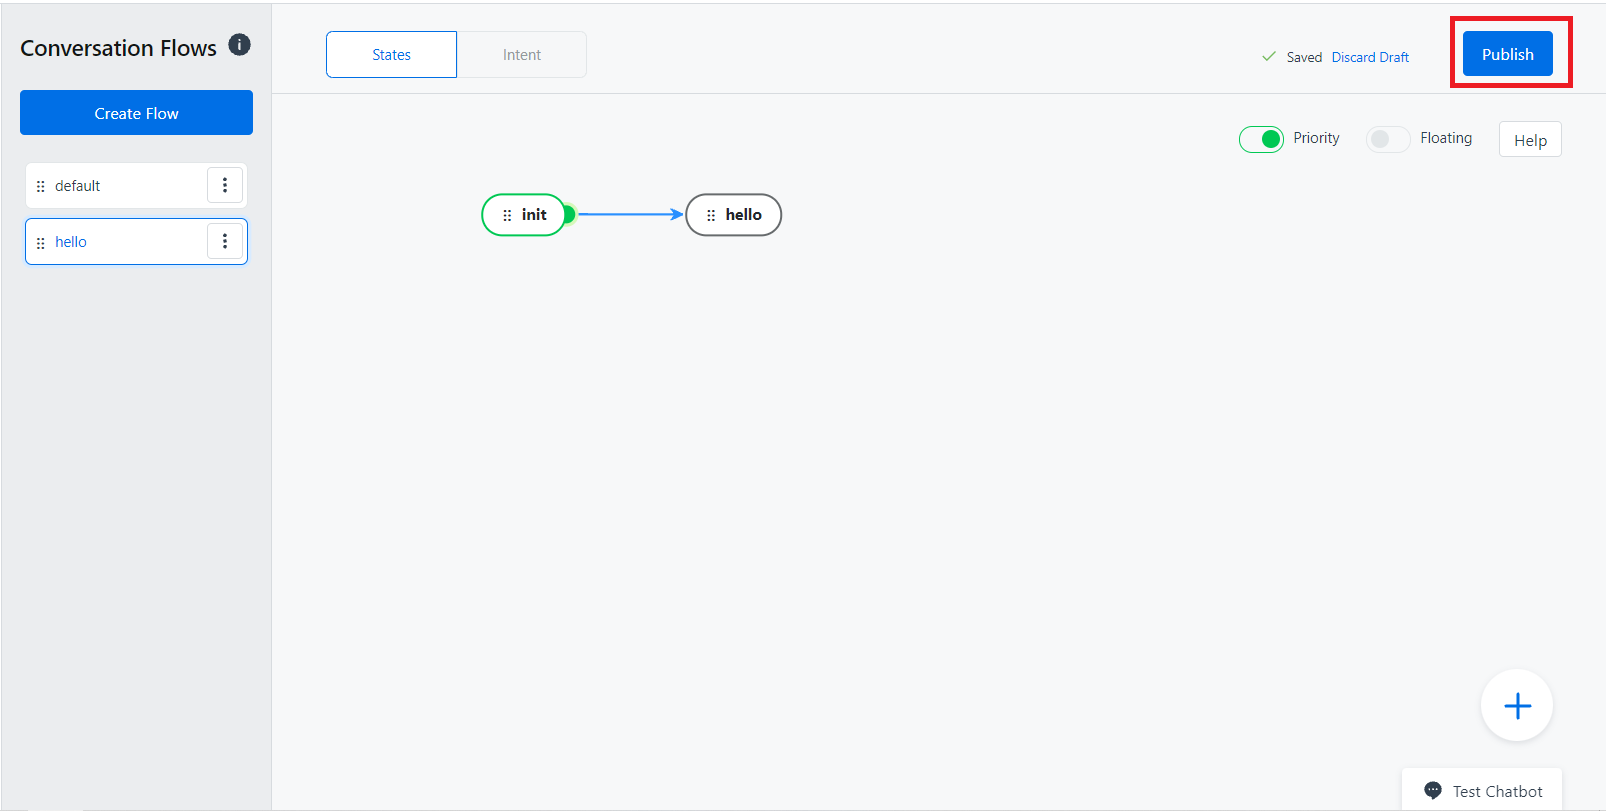 Conversation Flows
Create Flow
default
hello
States
Intent
Saved
Discard Draft
Publish
Priority
Floating
Help
init
hello
Test Chatbot